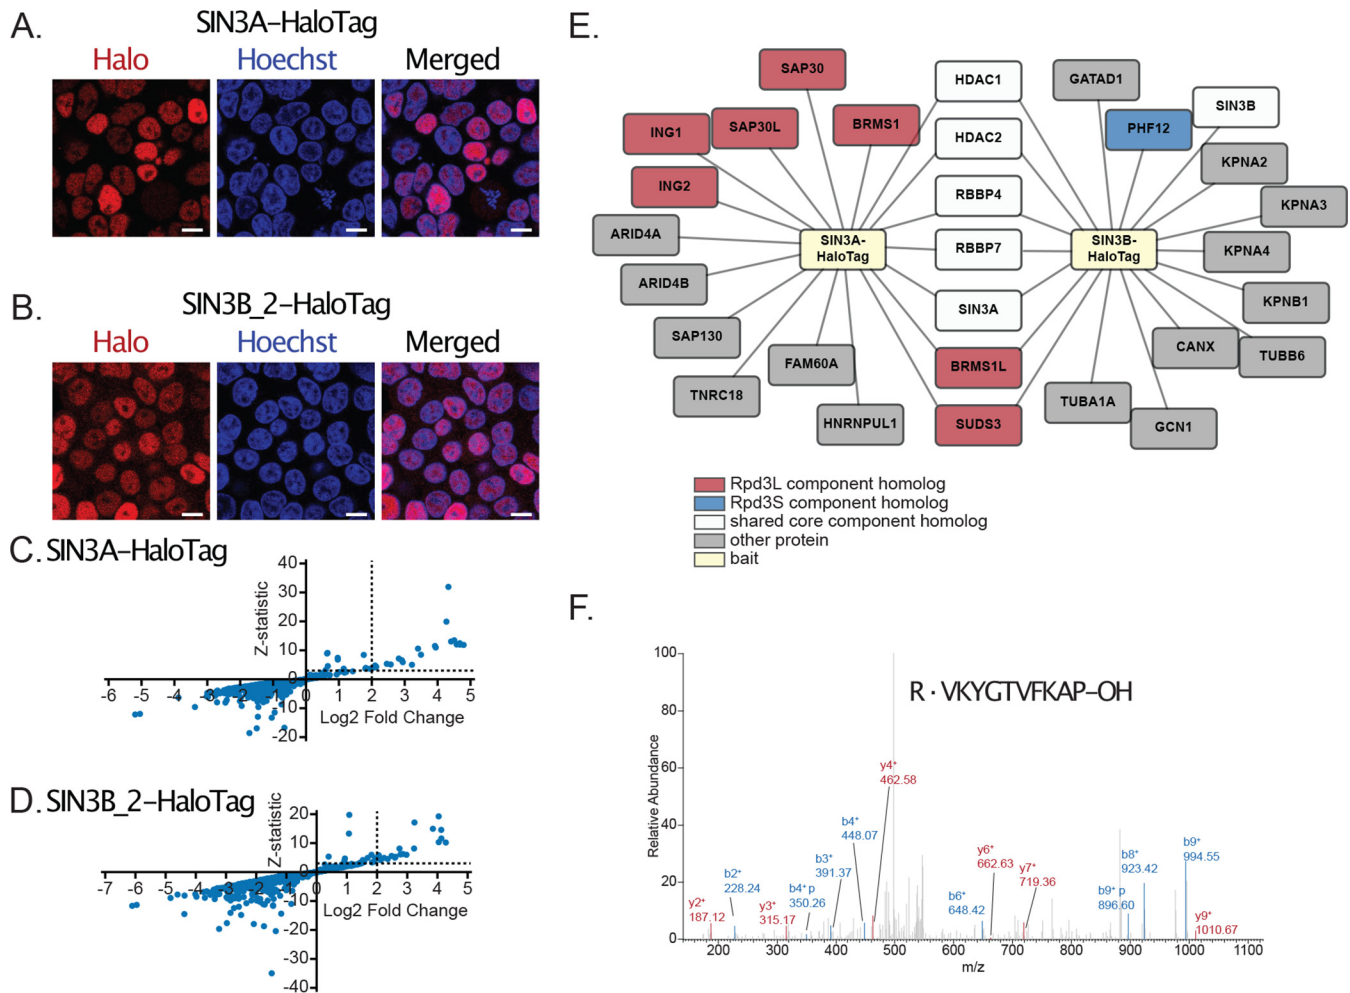 A.
SIN3A–HaloTag
Halo Hoechst Merged
B.
SIN3B_2–HaloTag
Halo Hoechst Merged
C. SIN3A–HaloTag
Z-statistic
40
30
20
10
0
-10
-20
-6 -5 -4 -3 -2 -1 0 1 2 3 4 5
Log2 Fold Change
D. SIN3B_2–HaloTag
Z-statistic
20
10
0
-10
-20
-30
-40
-7 -6 -5 -4 -3 -2 -1 0 1 2 3 4 5
Log2 Fold Change
E.
SAP30
HDAC1
GATAD1
SIN3B
ING1
SAP30L
BRMS1
HDAC2
PHF12
KPNA2
ING2
RBBP4
KPNA3
ARID4A
SIN3A-
HaloTag
RBBP7
SIN3B-
HaloTag
KPNA4
ARID4B
SIN3A
KPNB1
SAP130
FAM60A
BRMS1L
CANX
TUBB6
TNRC18
HNRNPUL1
SUDS3
TUBA1A
GCN1
Rpd3L component homolog
Rpd3S component homolog
shared core component homolog
other protein
bait
F.
R · VKYGTVFKAP–OH
Relative Abundance
100
80
60
40
20
0
y2+
187.12
b2+
228.24
y3+
315.17
b4+ p
350.26
b3+
391.37
b4+
448.07
y4+
462.58
b6+
648.42
y6+
662.63
y7+
719.36
b9+ p
896.60
b8+
923.42
b9+
994.55
y9+
1010.67
200 300 400 500 600 700 800 900 1000 1100
m/z